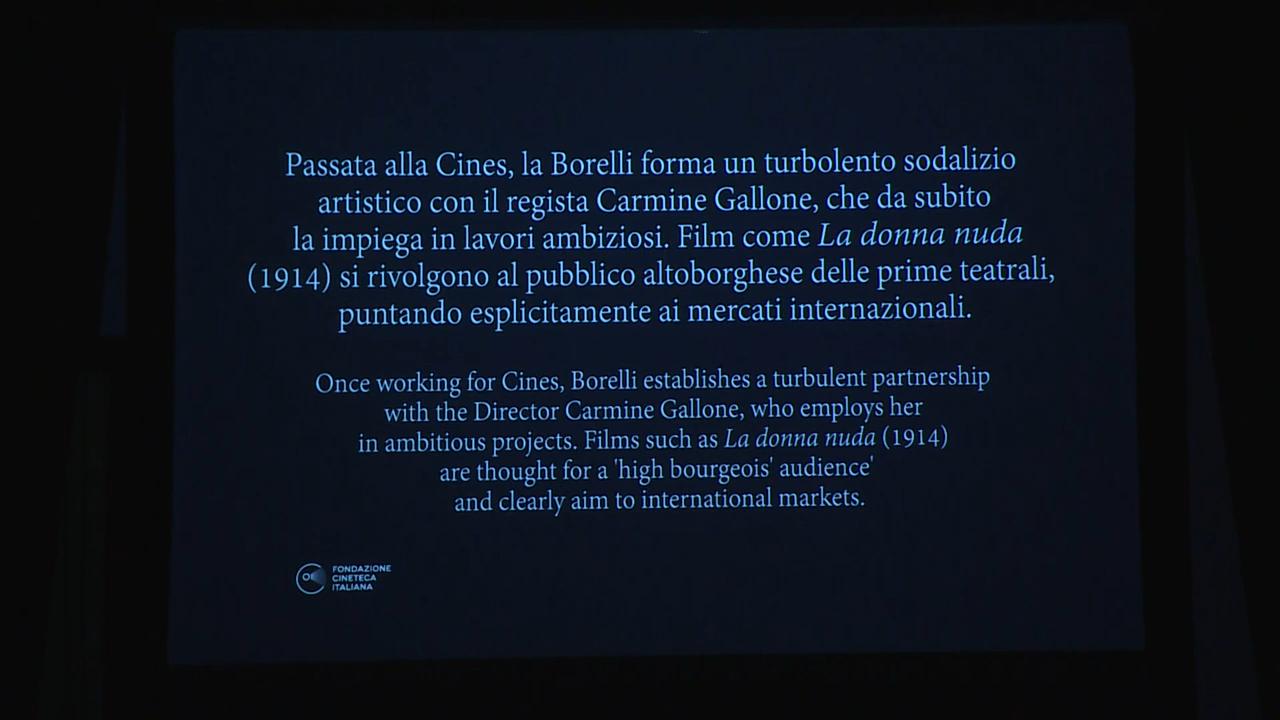 Passata alla Cines, la Borelli forma un turbolento sodalizio
artistico con il regista Carmine Gallone, che da subito
la impiega in lavori ambiziosi. Film come La donna nuda
(1914) si rivolgono al pubblico altoborghese delle prime teatrali,
puntando esplicitamente ai mercati internazionali.
Once working for Cines, Borelli establishes a turbulent partnership
with the Director Carmine Gallone, who employs her
in ambitious projects. Films such as La donna nuda (1914)
are thought for a 'high bourgeois' audience'
and clearly aim to international markets.
FONDAZIONE
CINETECA
ITALIANA